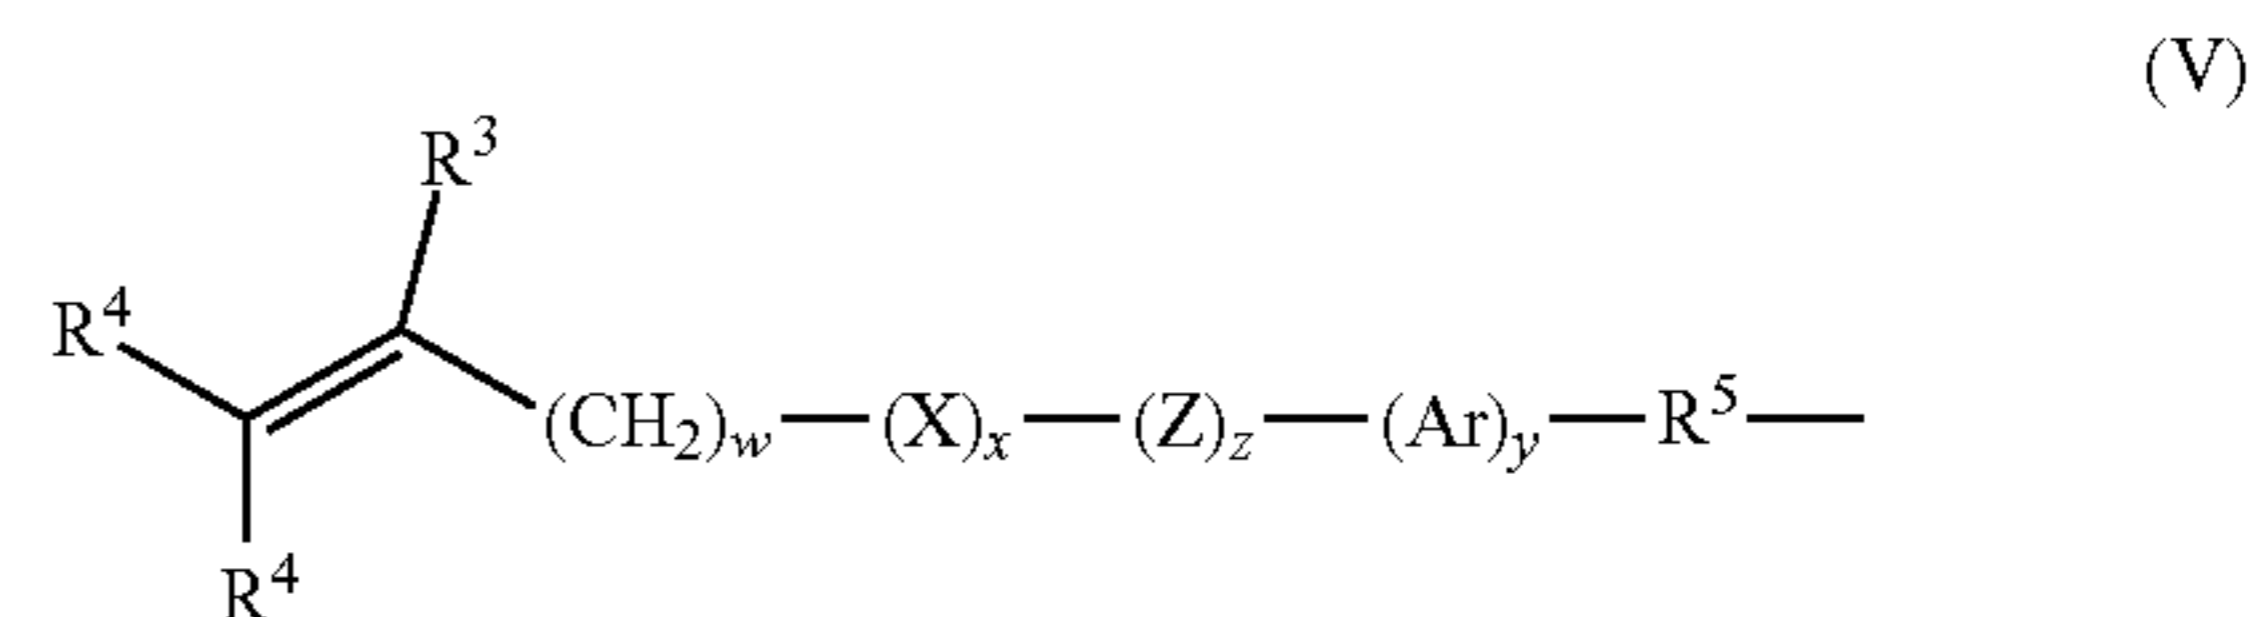 (V)
R³
R⁴
(CH₂)w—(X)x—(Z)z—(Ar)y—R⁵—
R⁴